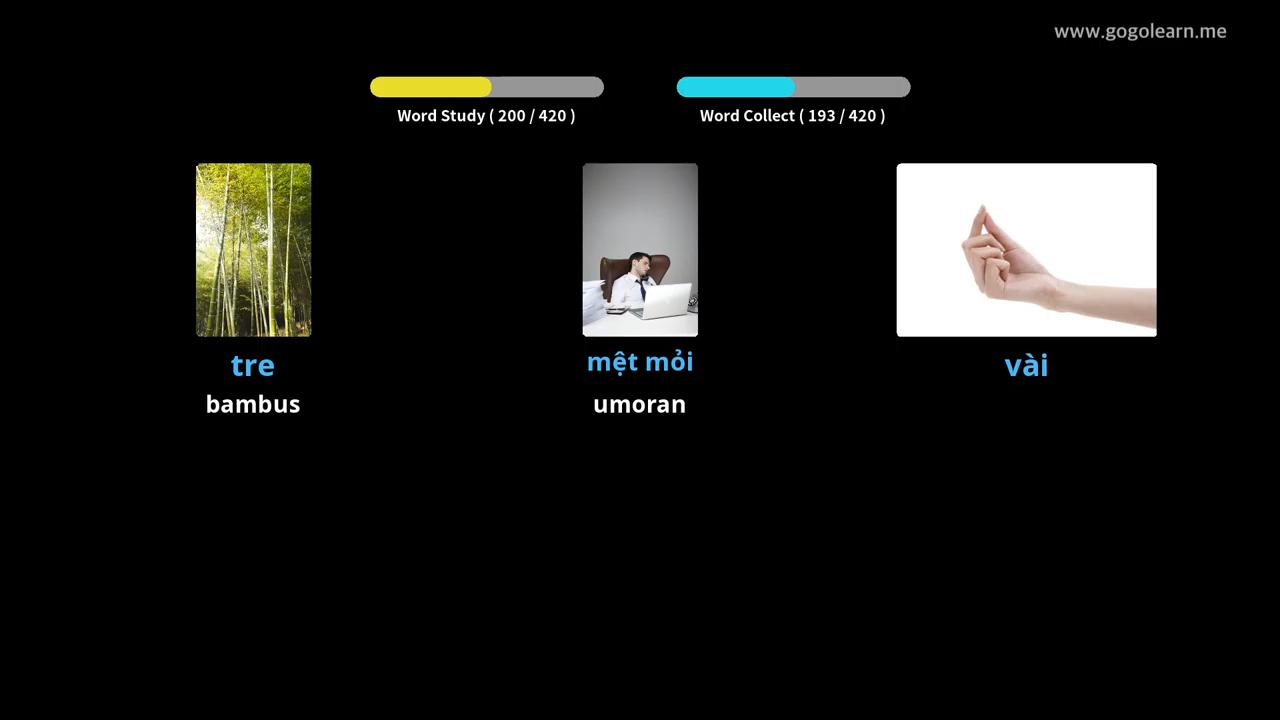 www.gogolearn.me
Word Study ( 200 / 420 )
Word Collect ( 193 / 420 )
tre
bambus
mệt mỏi
umoran
vài